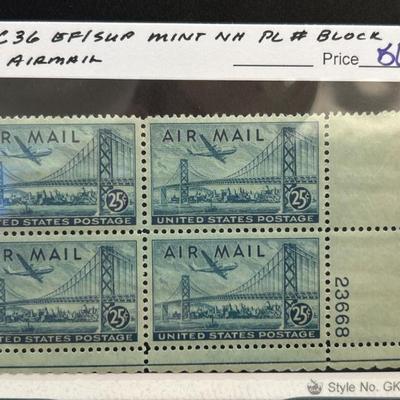 C36 EF/SUP MINT NH PL # BLOCK
AIRMAIL
Price
AIR MAIL AIR MAIL
25¢ 25¢
UNITED STATES POSTAGE UNITED STATES POSTAGE
AIR MAIL AIR MAIL
25¢ 25¢
UNITED STATES POSTAGE UNITED STATES POSTAGE
23668
Style No. GK